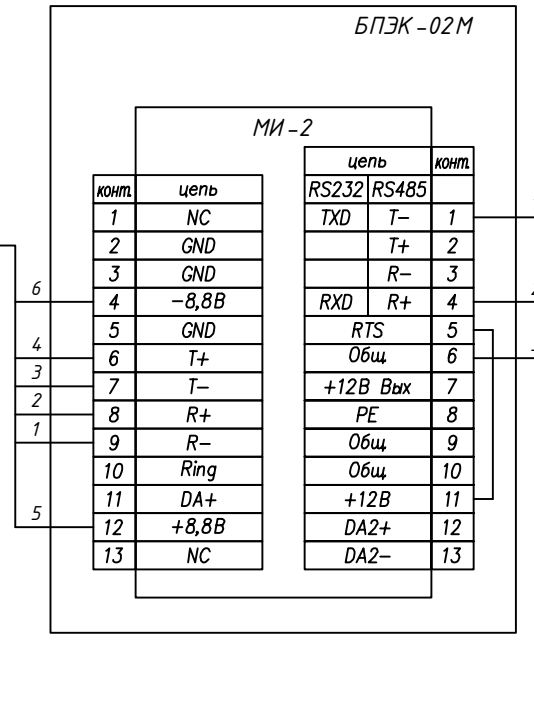 БПЭК-02М
МИ-2
цепь конт.
RS232 RS485
конт. цепь
1 NC TXD T- 1
2 GND T+ 2
3 GND R- 3
6 4 -8,8В RXD R+ 4
5 GND RTS 5
4 6 T+ Общ 6
3 7 T- +12В Вых 7
2 8 R+ PE 8
1 9 R- Общ 9
10 Ring Общ 10
11 DA+ +12В 11
5 12 +8,8В DA2+ 12
13 NC DA2- 13